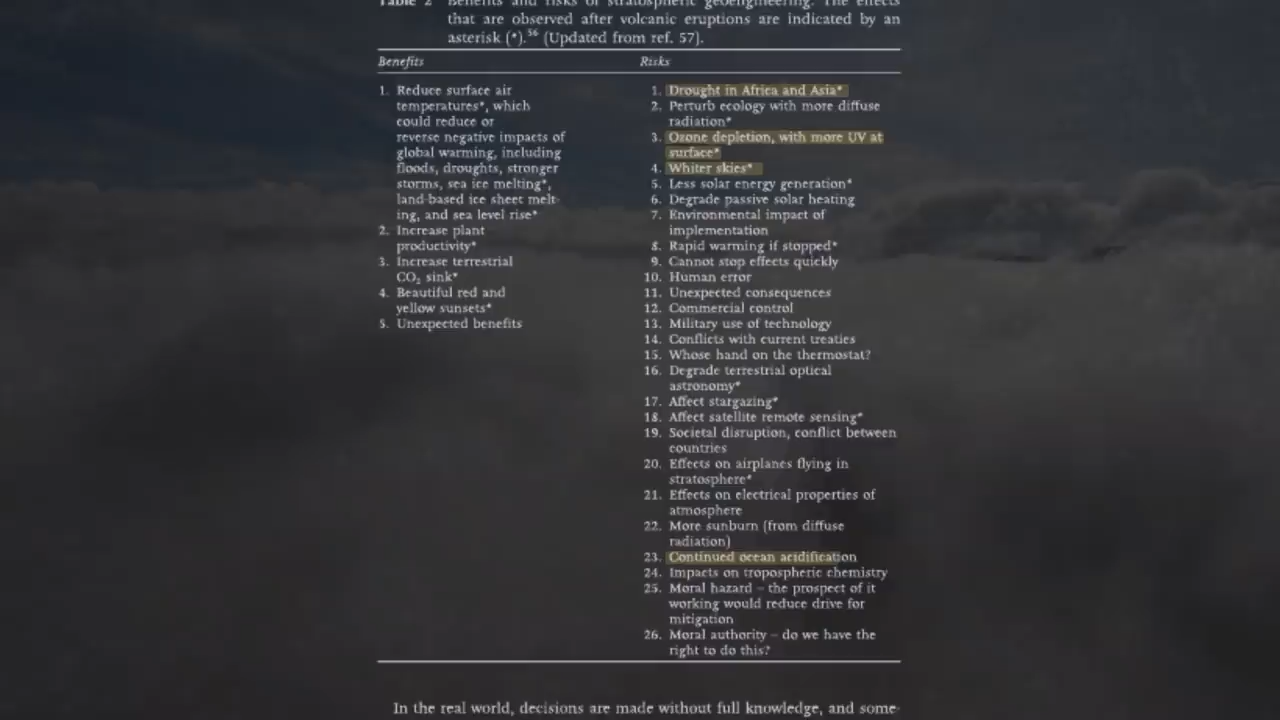 Table 2 Benefits and risks of stratospheric geoengineering. The effects
that are observed after volcanic eruptions are indicated by an
asterisk (*).56 (Updated from ref. 57).
Benefits
Risks
1. Reduce surface air
temperatures*, which
could reduce or
reverse negative impacts of
global warming, including
floods, droughts, stronger
storms, sea ice melting*,
land-based ice sheet melt-
ing, and sea level rise*
2. Increase plant
productivity*
3. Increase terrestrial
CO2 sink*
4. Beautiful red and
yellow sunsets*
5. Unexpected benefits
1. Drought in Africa and Asia*
2. Perturb ecology with more diffuse
radiation*
3. Ozone depletion, with more UV at
surface*
4. Whiter skies*
5. Less solar energy generation*
6. Degrade passive solar heating
7. Environmental impact of
implementation
8. Rapid warming if stopped*
9. Cannot stop effects quickly
10. Human error
11. Unexpected consequences
12. Commercial control
13. Military use of technology
14. Conflicts with current treaties
15. Whose hand on the thermostat?
16. Degrade terrestrial optical
astronomy*
17. Affect stargazing*
18. Affect satellite remote sensing*
19. Societal disruption, conflict between
countries
20. Effects on airplanes flying in
stratosphere*
21. Effects on electrical properties of
atmosphere
22. More sunburn (from diffuse
radiation)
23. Continued ocean acidification
24. Impacts on tropospheric chemistry
25. Moral hazard – the prospect of it
working would reduce drive for
mitigation
26. Moral authority – do we have the
right to do this?
In the real world, decisions are made without full knowledge, and some-